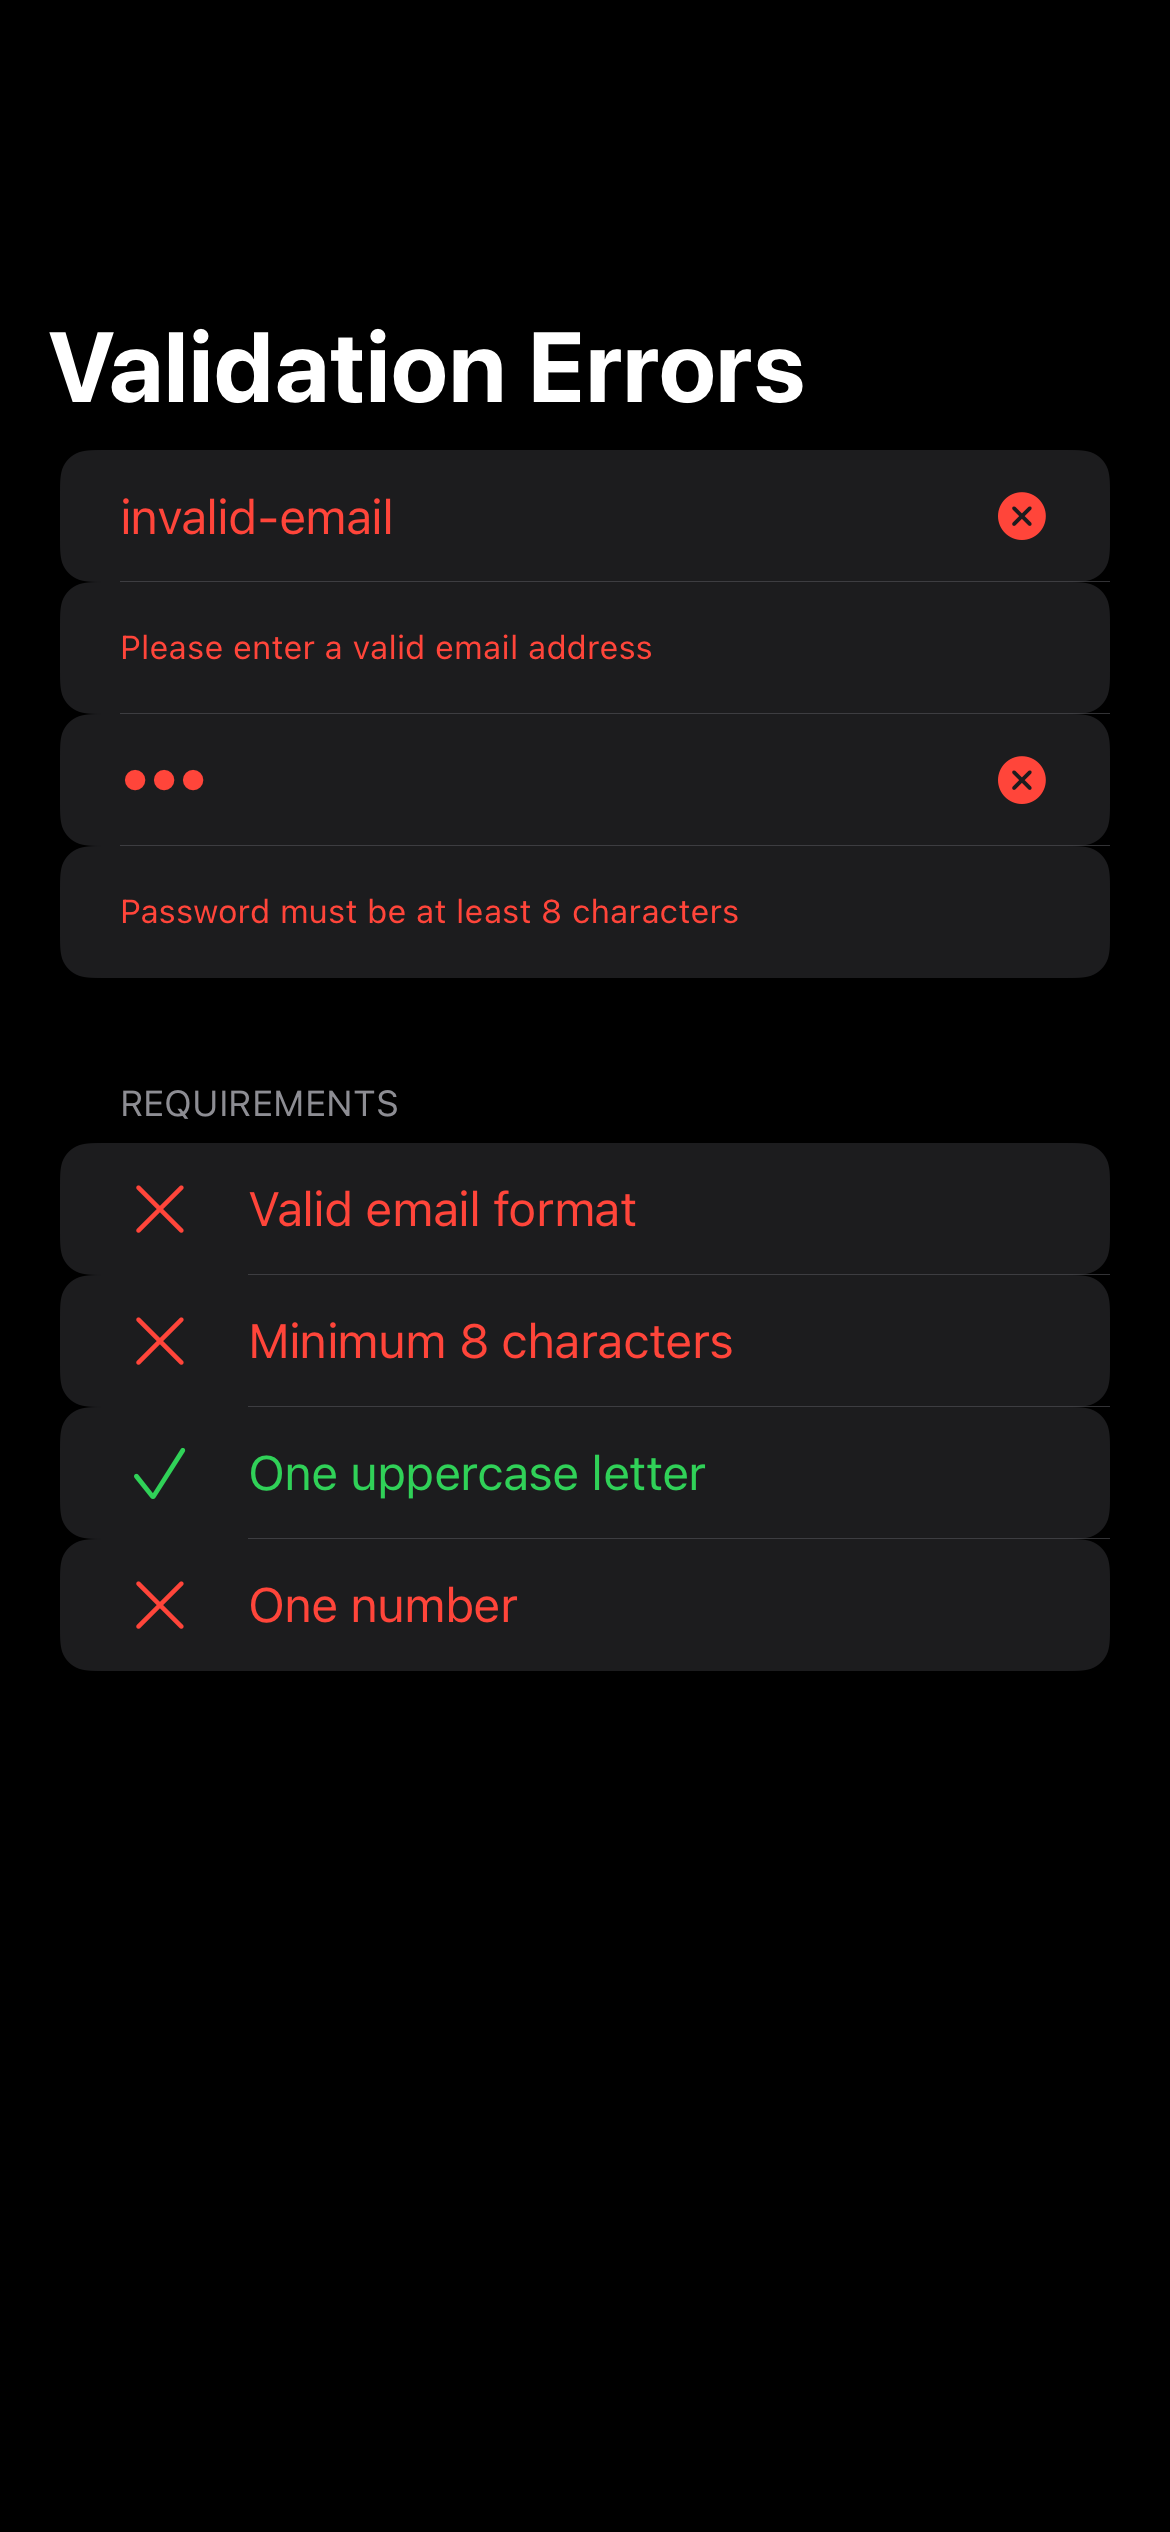 Validation Errors
invalid-email
Please enter a valid email address
•••
Password must be at least 8 characters
REQUIREMENTS
Valid email format
Minimum 8 characters
One uppercase letter
One number